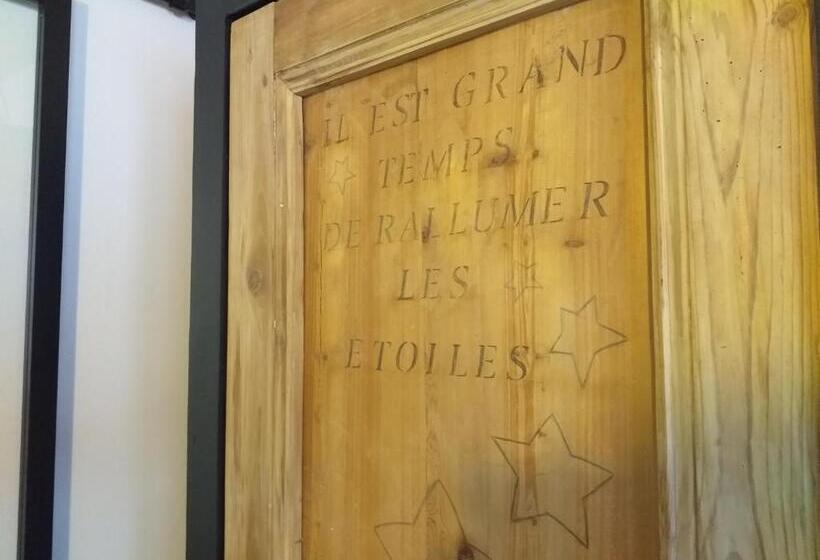 IL EST GRAND
TEMPS
DE RALLUMER
LES
ETOILES